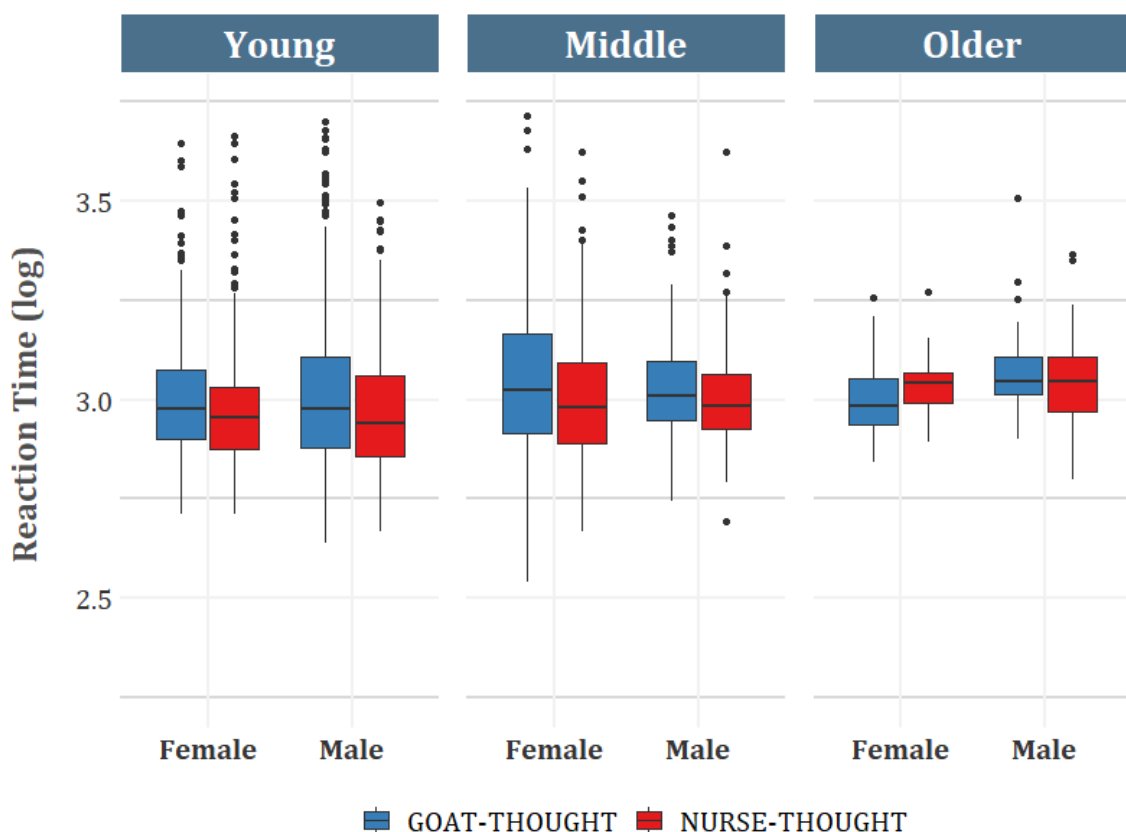 Young Middle Older
Reaction Time (log)
3.5
3.0
2.5
Female Male Female Male Female Male
GOAT-THOUGHT NURSE-THOUGHT